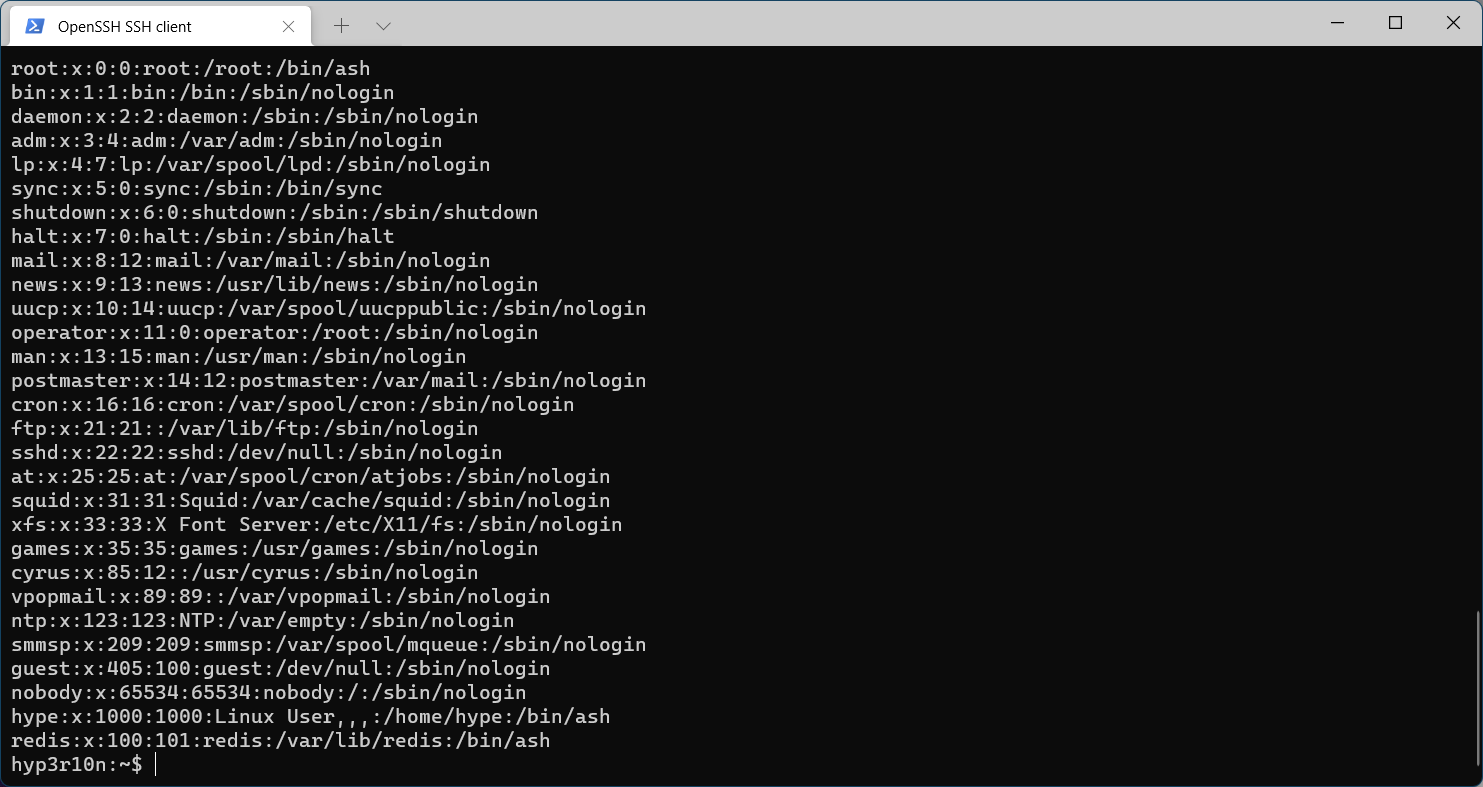 OpenSSH SSH client
root:x:0:0:root:/root:/bin/ash
bin:x:1:1:bin:/bin:/sbin/nologin
daemon:x:2:2:daemon:/sbin:/sbin/nologin
adm:x:3:4:adm:/var/adm:/sbin/nologin
lp:x:4:7:lp:/var/spool/lpd:/sbin/nologin
sync:x:5:0:sync:/sbin:/bin/sync
shutdown:x:6:0:shutdown:/sbin:/sbin/shutdown
halt:x:7:0:halt:/sbin:/sbin/halt
mail:x:8:12:mail:/var/mail:/sbin/nologin
news:x:9:13:news:/usr/lib/news:/sbin/nologin
uucp:x:10:14:uucp:/var/spool/uucppublic:/sbin/nologin
operator:x:11:0:operator:/root:/sbin/nologin
man:x:13:15:man:/usr/man:/sbin/nologin
postmaster:x:14:12:postmaster:/var/mail:/sbin/nologin
cron:x:16:16:cron:/var/spool/cron:/sbin/nologin
ftp:x:21:21::/var/lib/ftp:/sbin/nologin
sshd:x:22:22:sshd:/dev/null:/sbin/nologin
at:x:25:25:at:/var/spool/cron/atjobs:/sbin/nologin
squid:x:31:31:Squid:/var/cache/squid:/sbin/nologin
xfs:x:33:33:X Font Server:/etc/X11/fs:/sbin/nologin
games:x:35:35:games:/usr/games:/sbin/nologin
cyrus:x:85:12::/usr/cyrus:/sbin/nologin
vpopmail:x:89:89::/var/vpopmail:/sbin/nologin
ntp:x:123:123:NTP:/var/empty:/sbin/nologin
smmsp:x:209:209:smmsp:/var/spool/mqueue:/sbin/nologin
guest:x:405:100:guest:/dev/null:/sbin/nologin
nobody:x:65534:65534:nobody:/:/sbin/nologin
hype:x:1000:1000:Linux User,,,:/home/hype:/bin/ash
redis:x:100:101:redis:/var/lib/redis:/bin/ash
hyp3r10n:~$